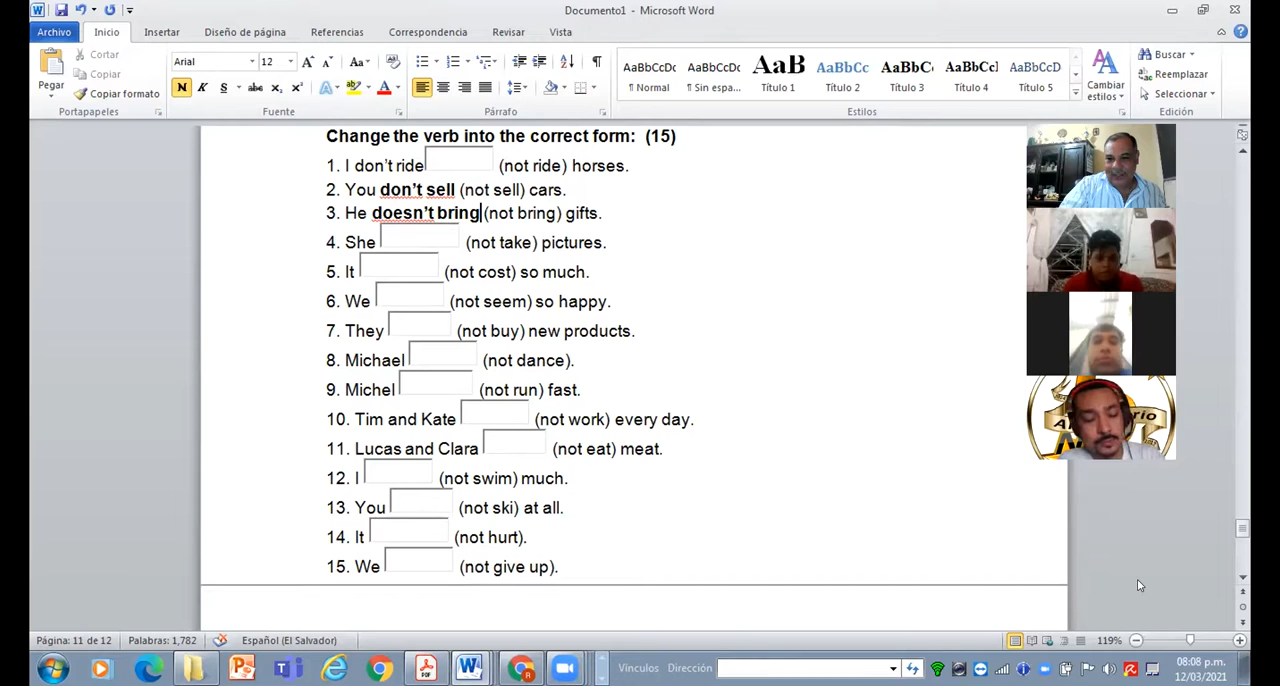 Documento1 - Microsoft Word
Archivo Inicio Insertar Diseño de página Referencias Correspondencia Revisar Vista
Cortar
Copiar
Copiar formato
Pegar
Portapapeles
Arial 12
Fuente
Párrafo
AaBbCcDc AaBbCcDc AaB AaBbCc AaBbC AaBbCcI AaBbCcD
¶ Normal ¶ Sin espa... Título 1 Título 2 Título 3 Título 4 Título 5
Cambiar estilos
Estilos
Buscar
Reemplazar
Seleccionar
Edición
Change the verb into the correct form: (15)
1. I don’t ride (not ride) horses.
2. You don’t sell (not sell) cars.
3. He doesn’t bring (not bring) gifts.
4. She (not take) pictures.
5. It (not cost) so much.
6. We (not seem) so happy.
7. They (not buy) new products.
8. Michael (not dance).
9. Michel (not run) fast.
10. Tim and Kate (not work) every day.
11. Lucas and Clara (not eat) meat.
12. I (not swim) much.
13. You (not ski) at all.
14. It (not hurt).
15. We (not give up).
Página: 11 de 12 Palabras: 1,782 Español (El Salvador) 119%
Vínculos Dirección
08:08 p.m.
12/03/2021